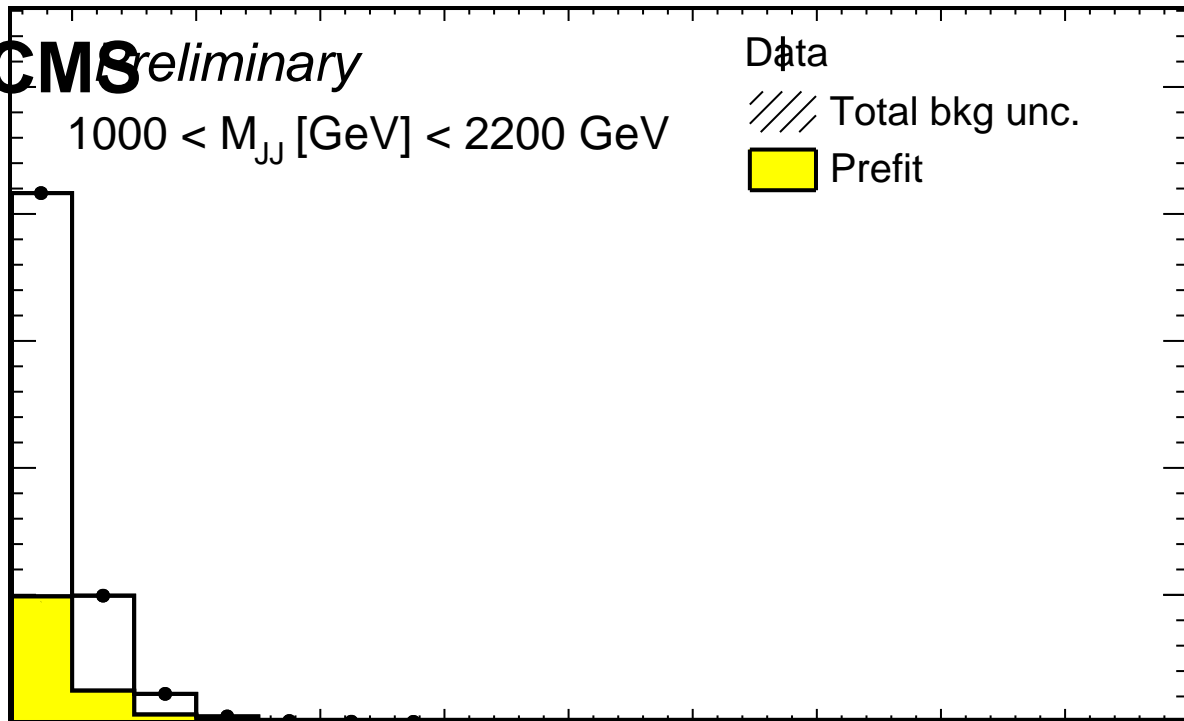 CMS Preliminary
1000 < M_JJ [GeV] < 2200 GeV
Data
Total bkg unc.
Prefit